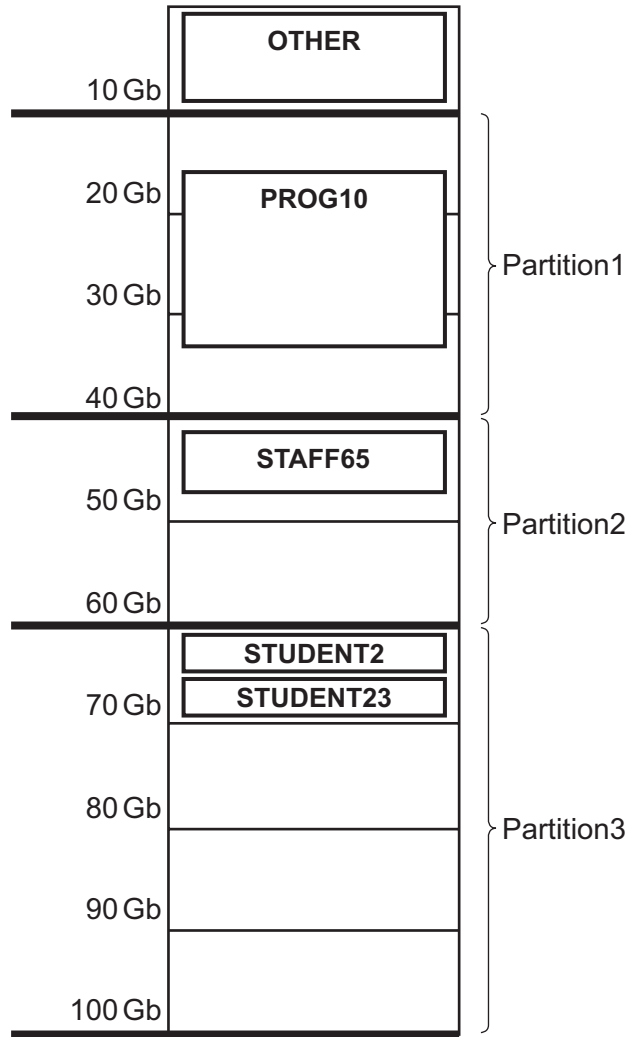 OTHER
10 Gb
20 Gb
PROG10
Partition1
30 Gb
40 Gb
STAFF65
50 Gb
Partition2
60 Gb
STUDENT2
STUDENT23
70 Gb
80 Gb
Partition3
90 Gb
100 Gb